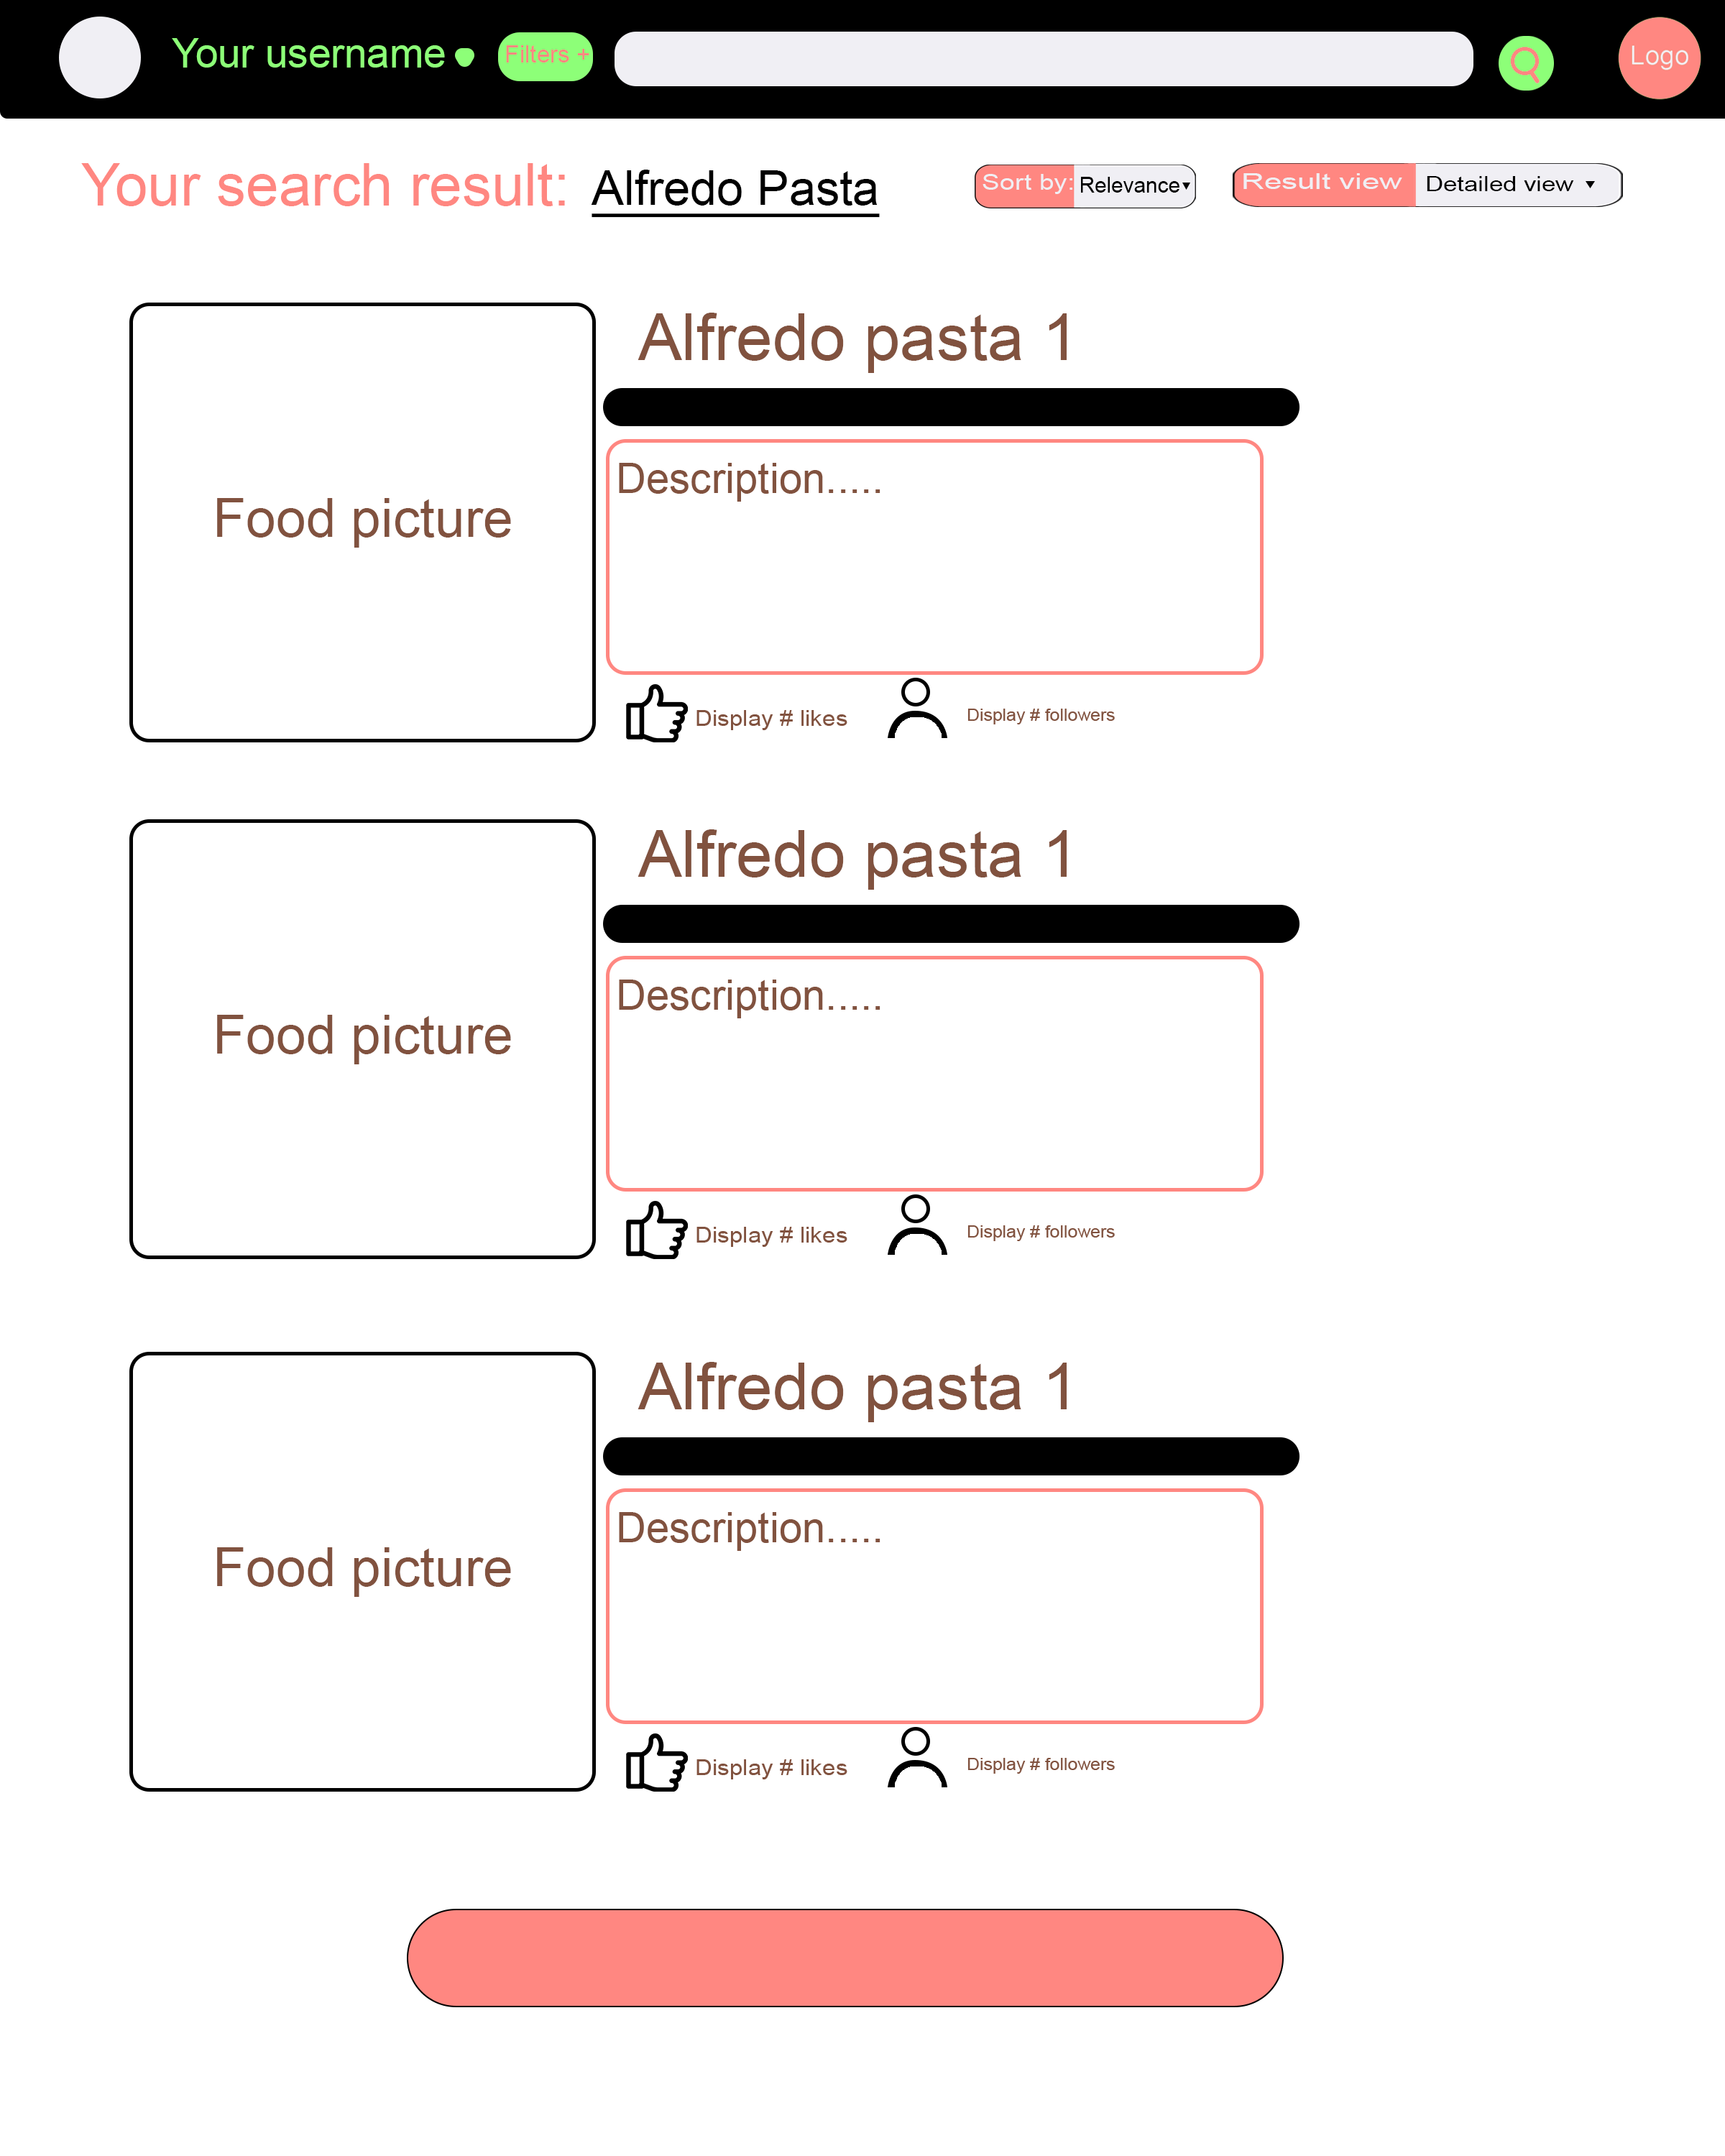 Your username
Filters +
Logo
Your search result: Alfredo Pasta
Sort by: Relevance▾
Result view Detailed view ▾
Alfredo pasta 1
Food picture
Description.....
Display # likes
Display # followers
Alfredo pasta 1
Food picture
Description.....
Display # likes
Display # followers
Alfredo pasta 1
Food picture
Description.....
Display # likes
Display # followers